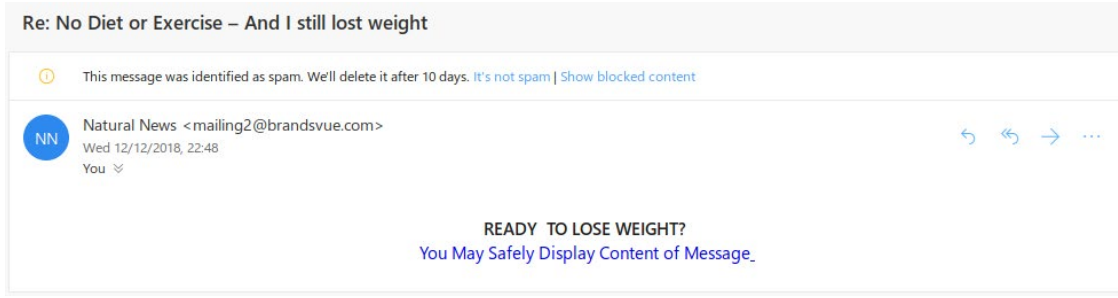 Re: No Diet or Exercise – And I still lost weight
This message was identified as spam. We'll delete it after 10 days. It's not spam | Show blocked content
NN
Natural News <mailing2@brandsvue.com>
Wed 12/12/2018, 22:48
You
READY  TO LOSE WEIGHT?
You May Safely Display Content of Message_